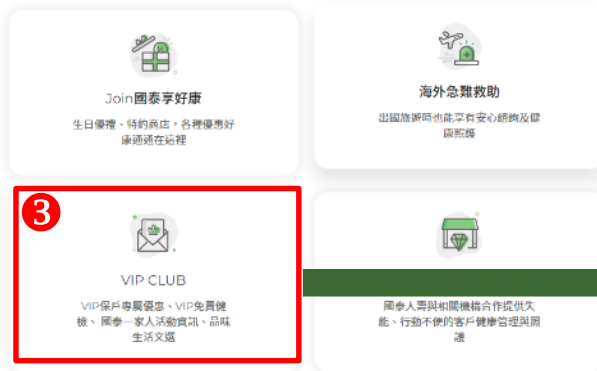 Join國泰享好康
生日優禮、特約商店，各種優惠好
康通通在這裡
海外急難救助
出國旅遊時也能享有安心諮詢及健
康照護
3
VIP CLUB
VIP保戶專屬優惠、VIP免費健
檢、 國泰一家人活動資訊、品味
生活文選
國泰人壽與相關機構合作提供失
能、行動不便的客戶健康管理與照
護